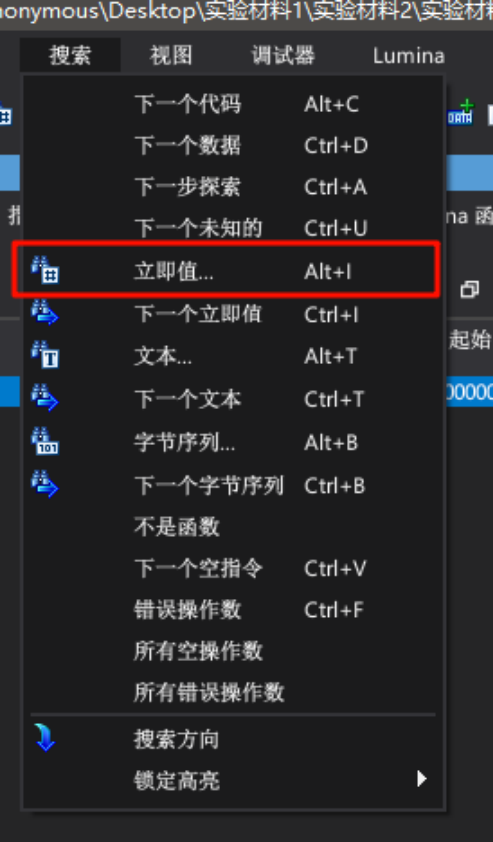 nonymous\Desktop\实验材料1\实验材料2\实验材料
搜索 视图 调试器 Lumina
下一个代码 Alt+C
DATA
下一个数据 Ctrl+D
下一步探索 Ctrl+A
na 函
下一个未知的 Ctrl+U
立即值... Alt+I
下一个立即值 Ctrl+I
起始
文本... Alt+T
下一个文本 Ctrl+T
字节序列... Alt+B
下一个字节序列 Ctrl+B
不是函数
下一个空指令 Ctrl+V
错误操作数 Ctrl+F
所有空操作数
所有错误操作数
搜索方向
锁定高亮